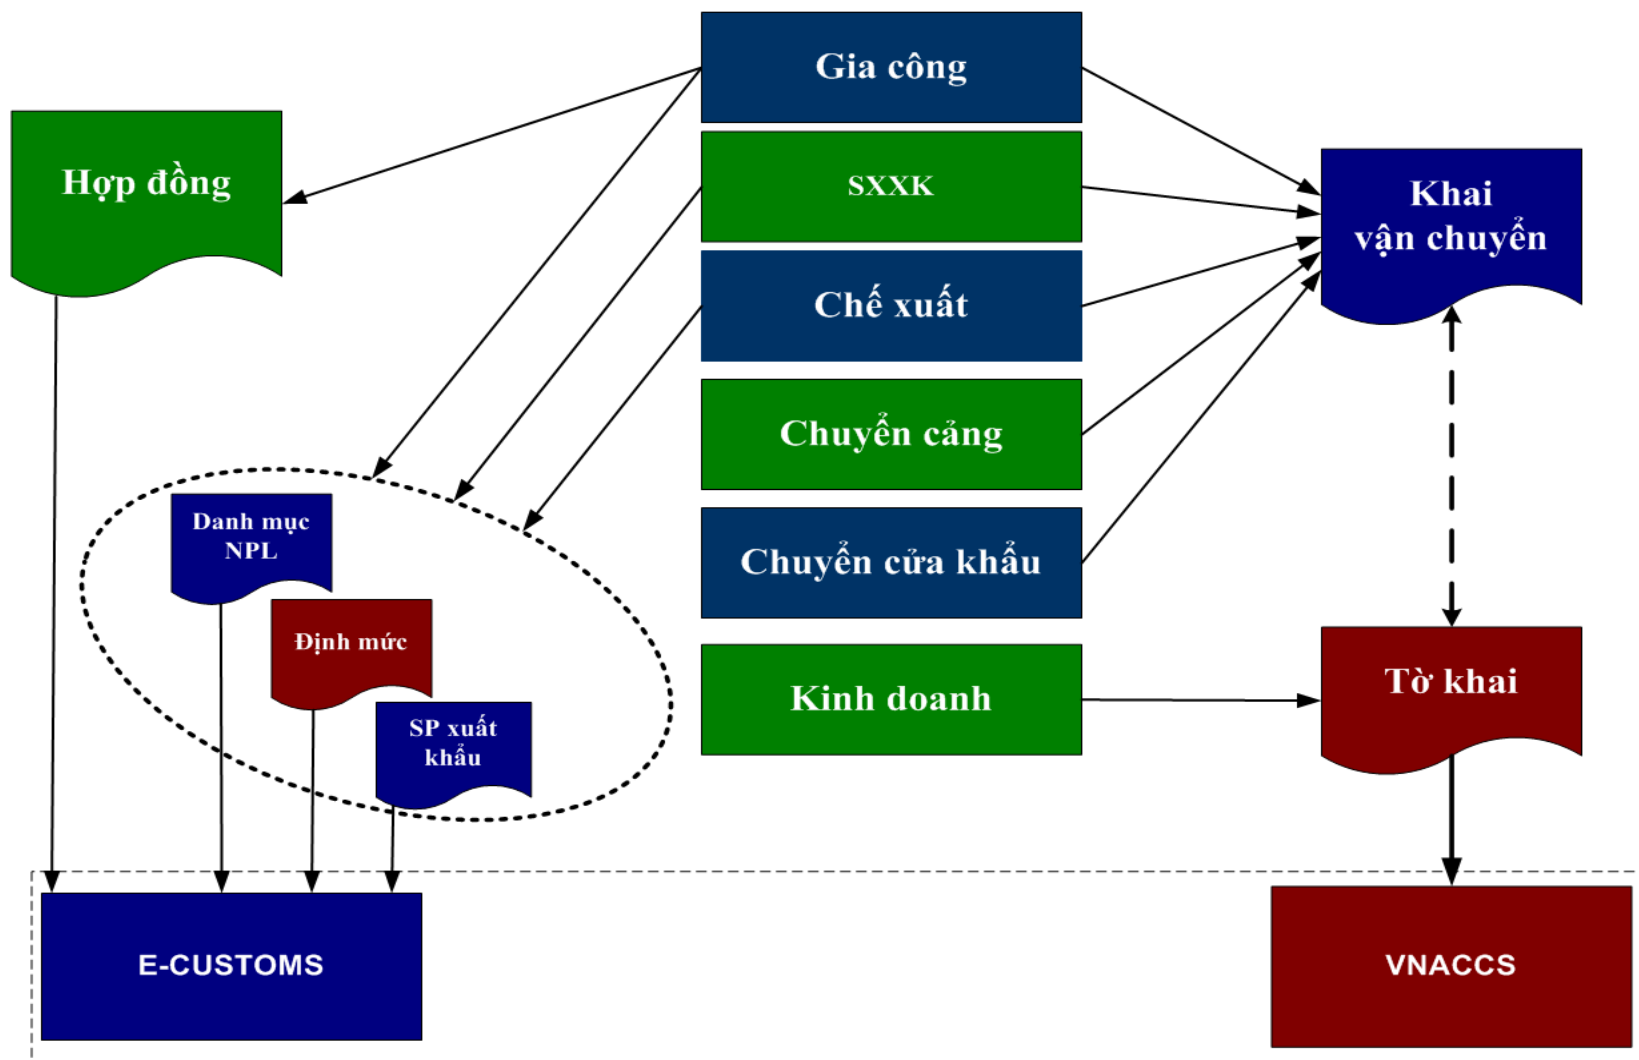 Gia công
Hợp đồng
SXXK
Khai
vận chuyển
Chế xuất
Chuyển cảng
Danh mục
NPL
Chuyển cửa khẩu
Định mức
Kinh doanh
Tờ khai
SP xuất
khẩu
E-CUSTOMS
VNACCS